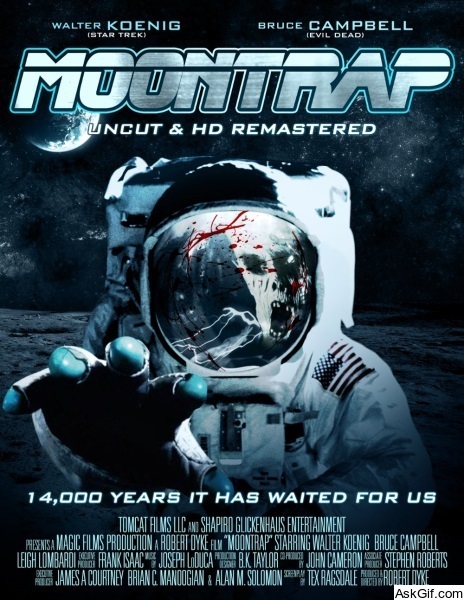 WALTER KOENIG
(STAR TREK)
BRUCE CAMPBELL
(EVIL DEAD)
MOONTRAP
UNCUT & HD REMASTERED
14,000 YEARS IT HAS WAITED FOR US
TOMCAT FILMS LLC AND SHAPIRO GLICKENHAUS ENTERTAINMENT
PRESENTS A MAGIC FILMS PRODUCTION A ROBERT DYKE FILM "MOONTRAP" STARRING WALTER KOENIG BRUCE CAMPBELL
LEIGH LOMBARDI EXECUTIVE PRODUCER FRANK ISAAC MUSIC BY JOSEPH LoDUCA PRODUCTION DESIGNER B.K. TAYLOR CO PRODUCED BY JOHN CAMERON ASSOCIATE PRODUCER STEPHEN ROBERTS
EXECUTIVE PRODUCER JAMES A COURTNEY BRIAN C. MANOOGIAN & ALAN M. SOLOMON SCREENPLAY BY TEX RAGSDALE PRODUCED & DIRECTED BY ROBERT DYKE
AskGif.com